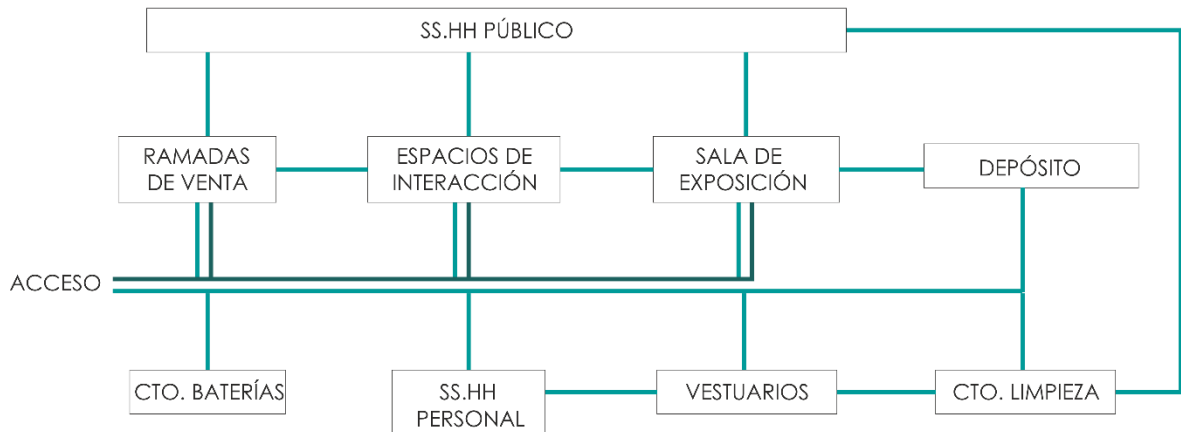 SS.HH PÚBLICO
RAMADAS
DE VENTA
ESPACIOS DE
INTERACCIÓN
SALA DE
EXPOSICIÓN
DEPÓSITO
ACCESO
CTO. BATERÍAS
SS.HH
PERSONAL
VESTUARIOS
CTO. LIMPIEZA